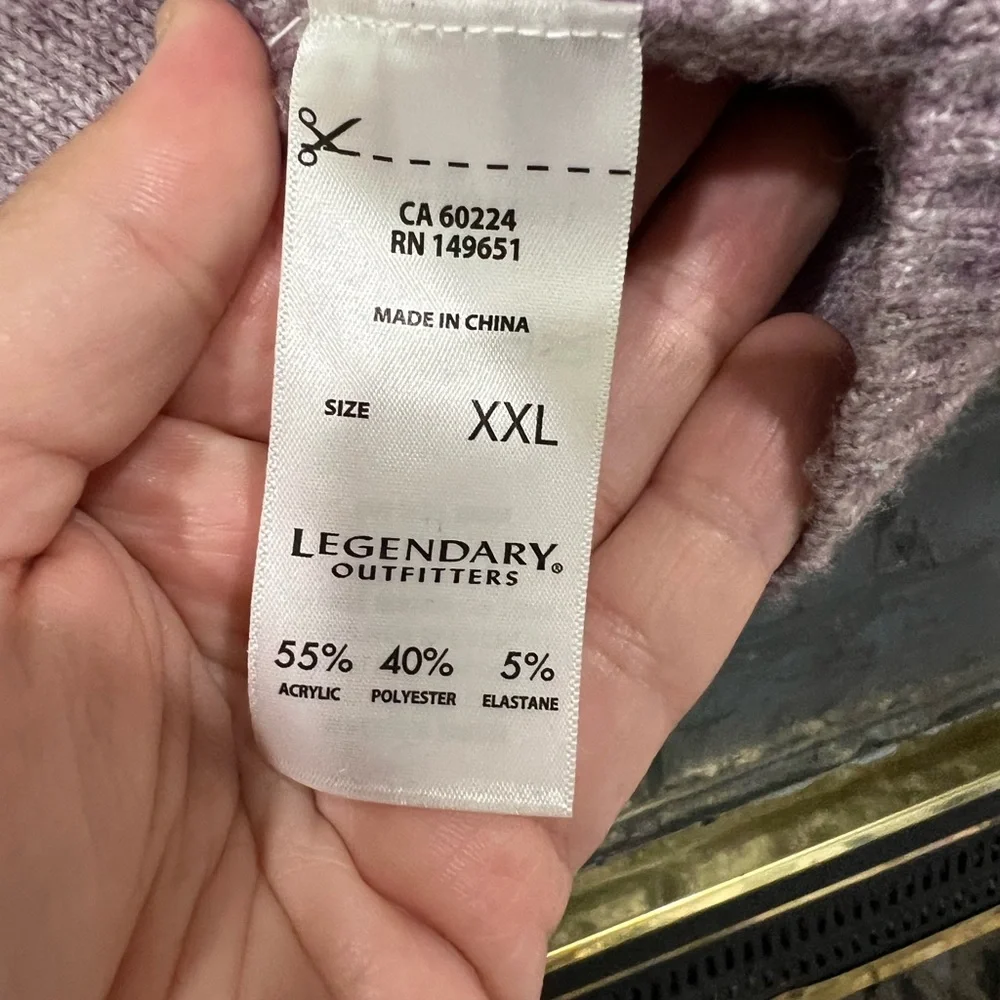 CA 60224
RN 149651
MADE IN CHINA
SIZE XXL
LEGENDARY®
OUTFITTERS
55% 40% 5%
ACRYLIC POLYESTER ELASTANE